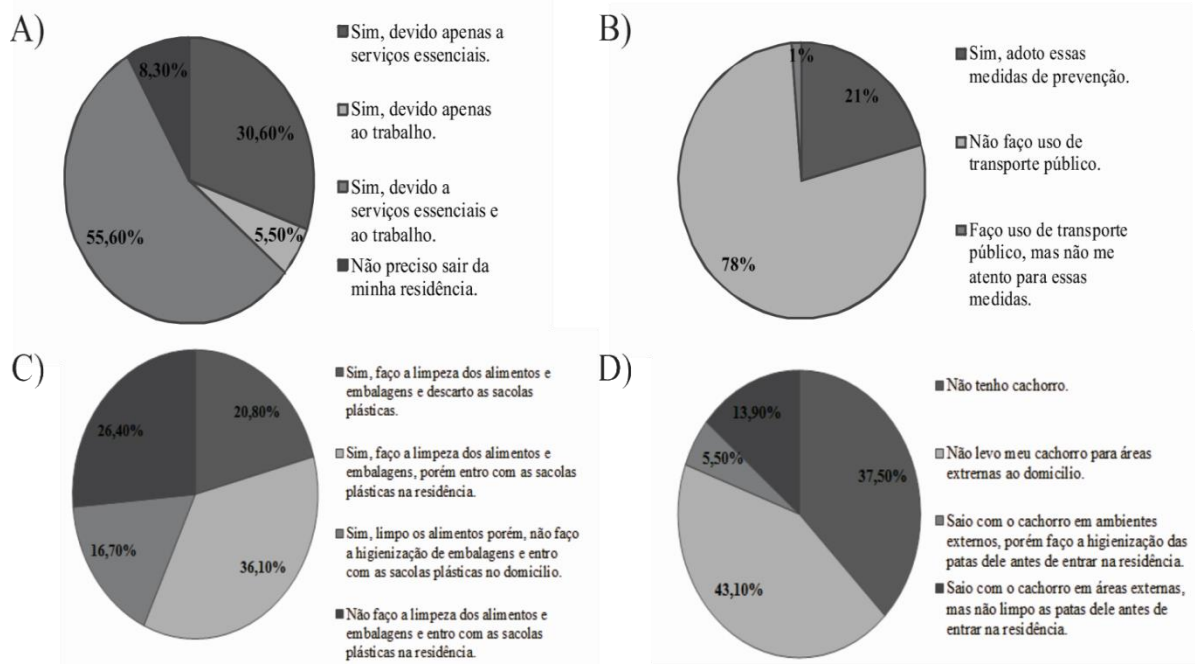 A)
8,30%
30,60%
5,50%
55,60%
Sim, devido apenas a
serviços essenciais.
Sim, devido apenas
ao trabalho.
Sim, devido a
serviços essenciais e
ao trabalho.
Não preciso sair da
minha residência.
B)
1%
21%
78%
Sim, adoto essas
medidas de prevenção.
Não faço uso de
transporte público.
Faço uso de transporte
público, mas não me
atento para essas
medidas.
C)
26,40%
20,80%
16,70%
36,10%
Sim, faço a limpeza dos alimentos e
embalagens e descarto as sacolas
plásticas.
Sim, faço a limpeza dos alimentos e
embalagens, porém entro com as sacolas
plásticas na residência.
Sim, limpo os alimentos porém, não faço
a higienização de embalagens e entro
com as sacolas plásticas no domicilio.
Não faço a limpeza dos alimentos e
embalagens e entro com as sacolas
plásticas na residência.
D)
13,90%
5,50%
37,50%
43,10%
Não tenho cachorro.
Não levo meu cachorro para áreas
extrernas ao domicílio.
Saio com o cachorro em ambientes
externos, porém faço a higienização das
patas dele antes de entrar na residência.
Saio com o cachorro em áreas externas,
mas não limpo as patas dele antes de
entrar na residência.